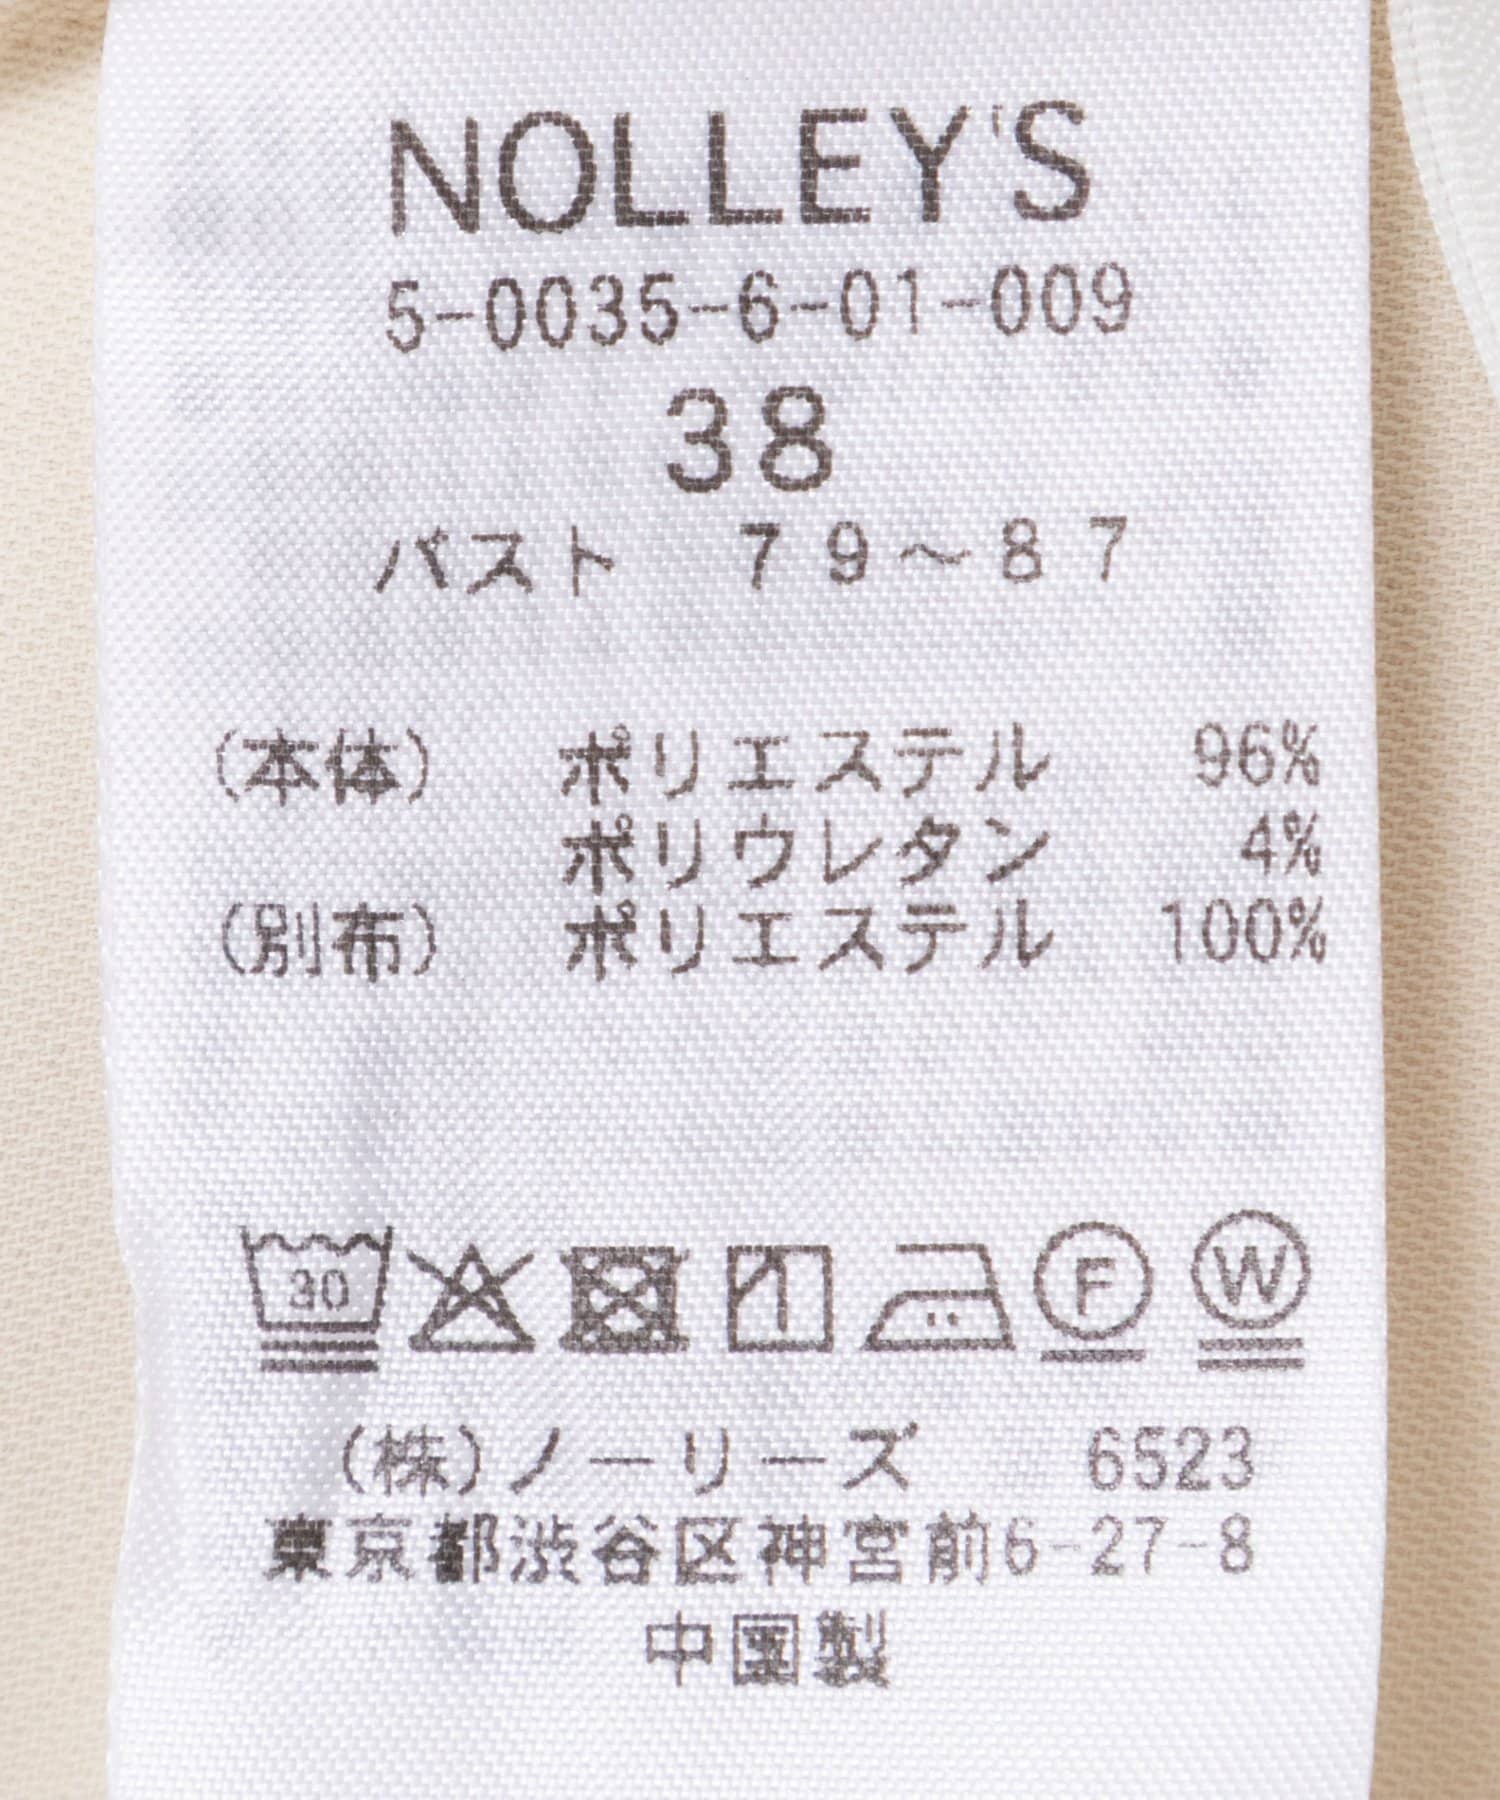 NOLLEY'S
5-0035-6-01-009
38
バスト 79～87
(本体) ポリエステル 96%
ポリウレタン 4%
(別布) ポリエステル 100%
30 F W
(株)ノーリーズ 6523
東京都渋谷区神宮前6-27-8
中国製